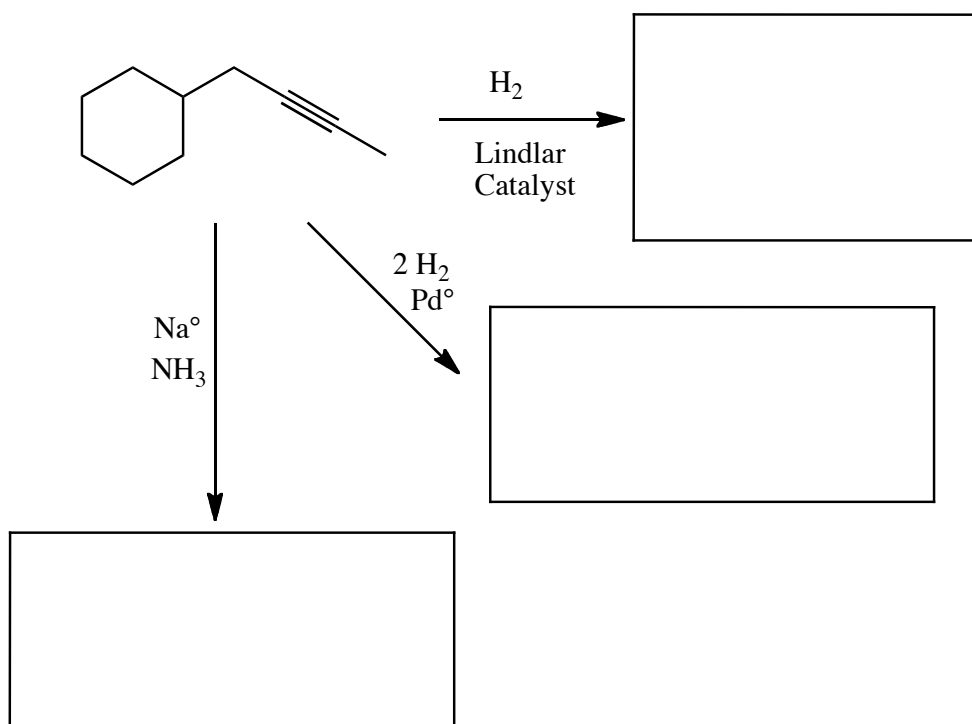 H₂
Lindlar
Catalyst
2 H₂
Pd°
Na°
NH₃